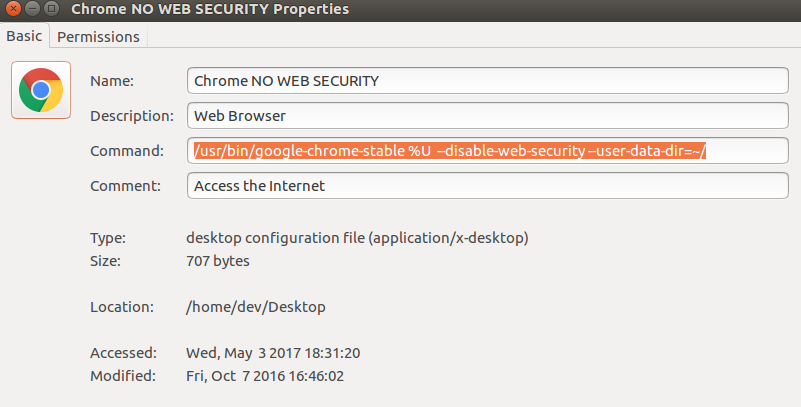 Chrome NO WEB SECURITY Properties
Basic Permissions
Name: Chrome NO WEB SECURITY
Description: Web Browser
Command: /usr/bin/google-chrome-stable %U --disable-web-security --user-data-dir=~/
Comment: Access the Internet
Type: desktop configuration file (application/x-desktop)
Size: 707 bytes
Location: /home/dev/Desktop
Accessed: Wed, May 3 2017 18:31:20
Modified: Fri, Oct 7 2016 16:46:02